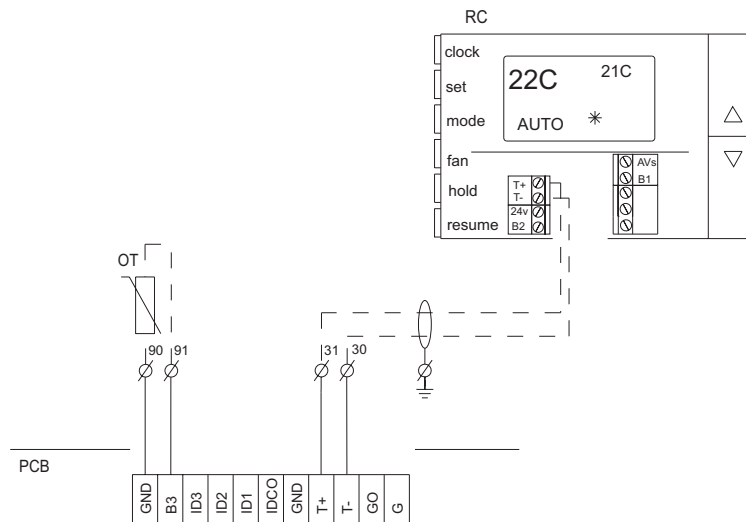 RC
clock
set
mode
fan
hold
resume
22C
21C
AUTO
T+
T-
24v
B2
AVs
B1
OT
90
91
31
30
PCB
GND
B3
ID3
ID2
ID1
IDCO
GND
T+
T-
GO
G